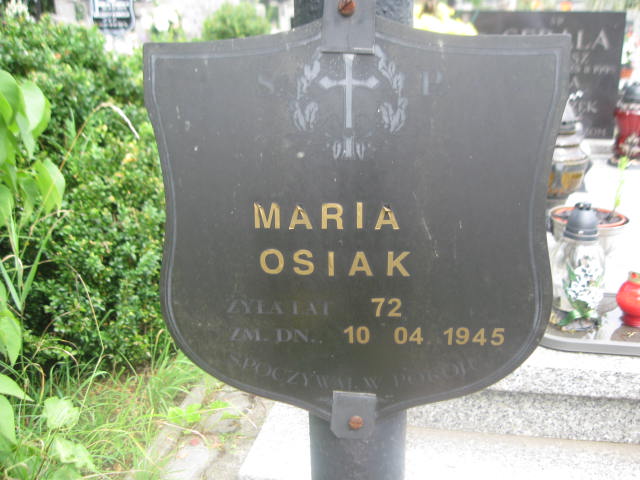 Ś P.
MARIA
OSIAK
ŻYŁA LAT 72
ZM. DN. 10 04 1945
SPOCZYWAJ W POKOJU